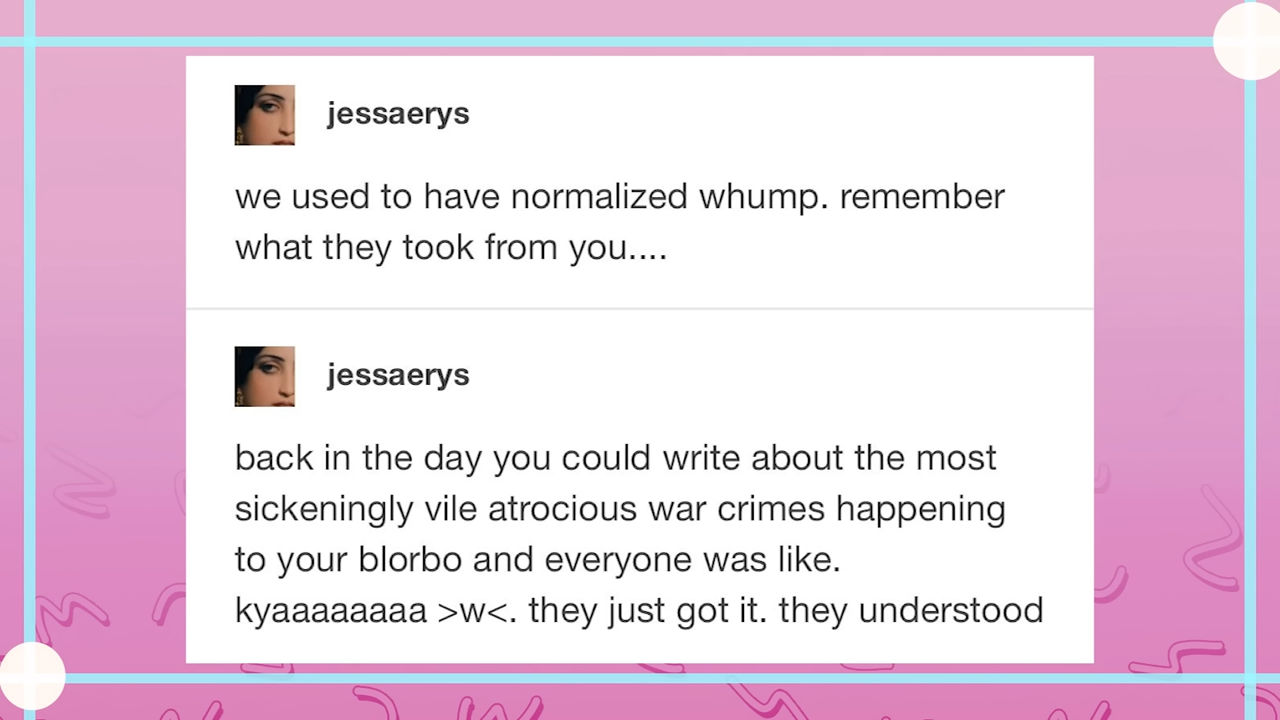 jessaerys
we used to have normalized whump. remember
what they took from you....
jessaerys
back in the day you could write about the most
sickeningly vile atrocious war crimes happening
to your blorbo and everyone was like.
kyaaaaaaaa >w<. they just got it. they understood